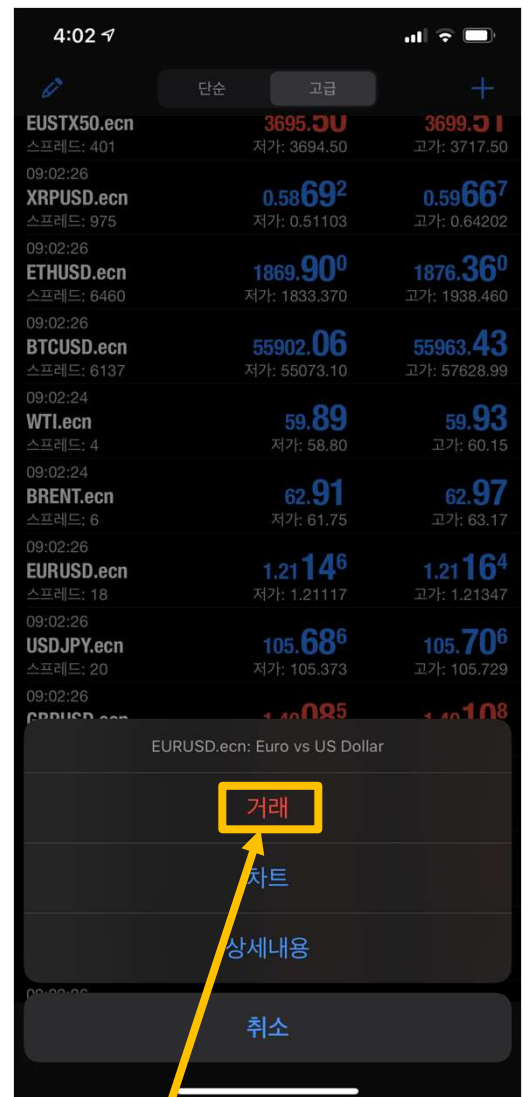 4:02
단순 고급
EUSTX50.ecn 3695.50 3699.51
스프레드: 401 저가: 3694.50 고가: 3717.50
09:02:26
XRPUSD.ecn 0.58692 0.59667
스프레드: 975 저가: 0.51103 고가: 0.64202
09:02:26
ETHUSD.ecn 1869.900 1876.360
스프레드: 6460 저가: 1833.370 고가: 1938.460
09:02:26
BTCUSD.ecn 55902.06 55963.43
스프레드: 6137 저가: 55073.10 고가: 57628.99
09:02:24
WTI.ecn 59.89 59.93
스프레드: 4 저가: 58.80 고가: 60.15
09:02:24
BRENT.ecn 62.91 62.97
스프레드: 6 저가: 61.75 고가: 63.17
09:02:26
EURUSD.ecn 1.21146 1.21164
스프레드: 18 저가: 1.21117 고가: 1.21347
09:02:26
USDJPY.ecn 105.686 105.706
스프레드: 20 저가: 105.373 고가: 105.729
09:02:26
GBPUSD.ecn
EURUSD.ecn: Euro vs US Dollar
거래
차트
상세내용
09:02:26
취소